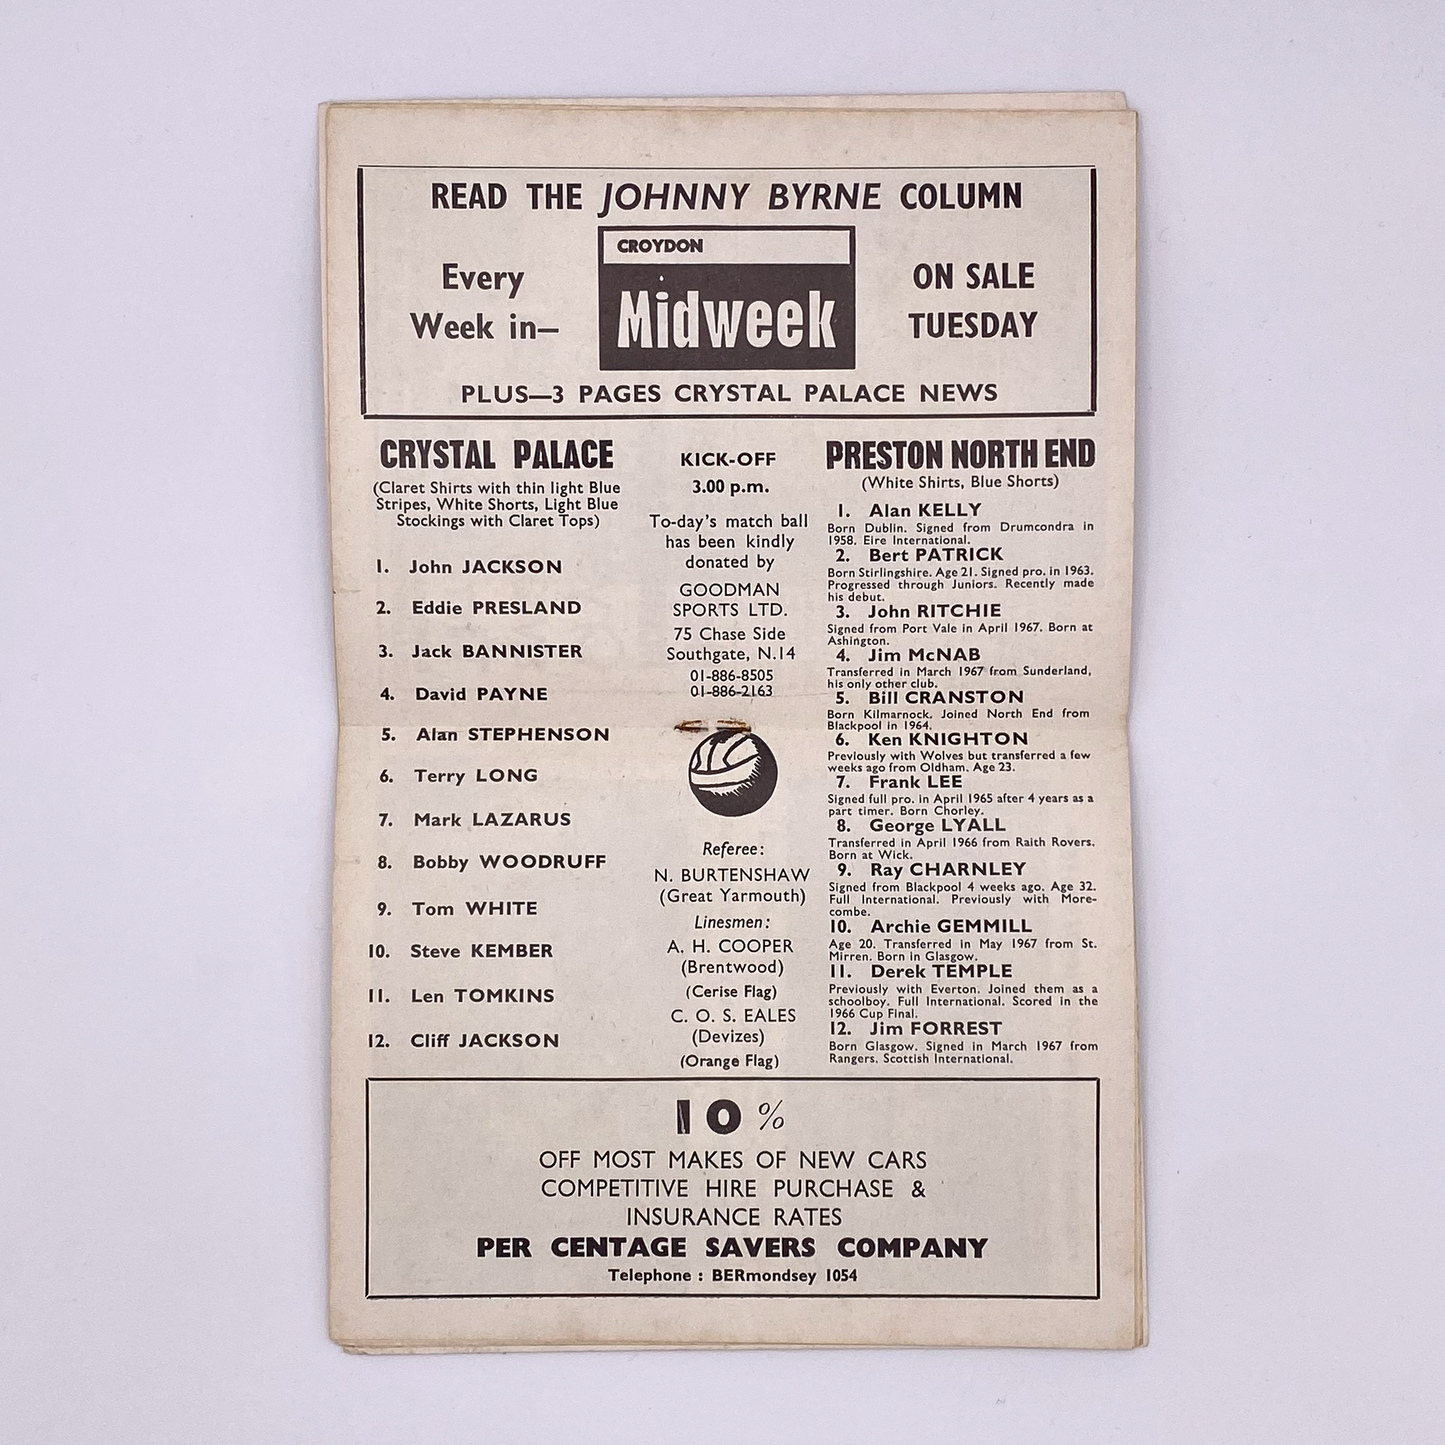 READ THE JOHNNY BYRNE COLUMN
Every
Week in—
CROYDON
Midweek
ON SALE
TUESDAY
PLUS—3 PAGES CRYSTAL PALACE NEWS
CRYSTAL PALACE
(Claret Shirts with thin light Blue
Stripes, White Shorts, Light Blue
Stockings with Claret Tops)
1. John JACKSON
2. Eddie PRESLAND
3. Jack BANNISTER
4. David PAYNE
5. Alan STEPHENSON
6. Terry LONG
7. Mark LAZARUS
8. Bobby WOODRUFF
9. Tom WHITE
10. Steve KEMBER
11. Len TOMKINS
12. Cliff JACKSON
KICK-OFF
3.00 p.m.
To-day's match ball
has been kindly
donated by
GOODMAN
SPORTS LTD.
75 Chase Side
Southgate, N.14
01-886-8505
01-886-2163
Referee:
N. BURTENSHAW
(Great Yarmouth)
Linesmen:
A. H. COOPER
(Brentwood)
(Cerise Flag)
C. O. S. EALES
(Devizes)
(Orange Flag)
PRESTON NORTH END
(White Shirts, Blue Shorts)
1. Alan KELLY
Born Dublin. Signed from Drumcondra in
1958. Eire International.
2. Bert PATRICK
Born Stirlingshire. Age 21. Signed pro. in 1963.
Progressed through Juniors. Recently made
his debut.
3. John RITCHIE
Signed from Port Vale in April 1967. Born at
Ashington.
4. Jim McNAB
Transferred in March 1967 from Sunderland,
his only other club.
5. Bill CRANSTON
Born Kilmarnock. Joined North End from
Blackpool in 1964.
6. Ken KNIGHTON
Previously with Wolves but transferred a few
weeks ago from Oldham. Age 23.
7. Frank LEE
Signed full pro. in April 1965 after 4 years as a
part timer. Born Chorley.
8. George LYALL
Transferred in April 1966 from Raith Rovers.
Born at Wick.
9. Ray CHARNLEY
Signed from Blackpool 4 weeks ago. Age 32.
Full International. Previously with More-
combe.
10. Archie GEMMILL
Age 20. Transferred in May 1967 from St.
Mirren. Born in Glasgow.
11. Derek TEMPLE
Previously with Everton. Joined them as a
schoolboy. Full International. Scored in the
1966 Cup Final.
12. Jim FORREST
Born Glasgow. Signed in March 1967 from
Rangers. Scottish International.
10%
OFF MOST MAKES OF NEW CARS
COMPETITIVE HIRE PURCHASE &
INSURANCE RATES
PER CENTAGE SAVERS COMPANY
Telephone : BERmondsey 1054